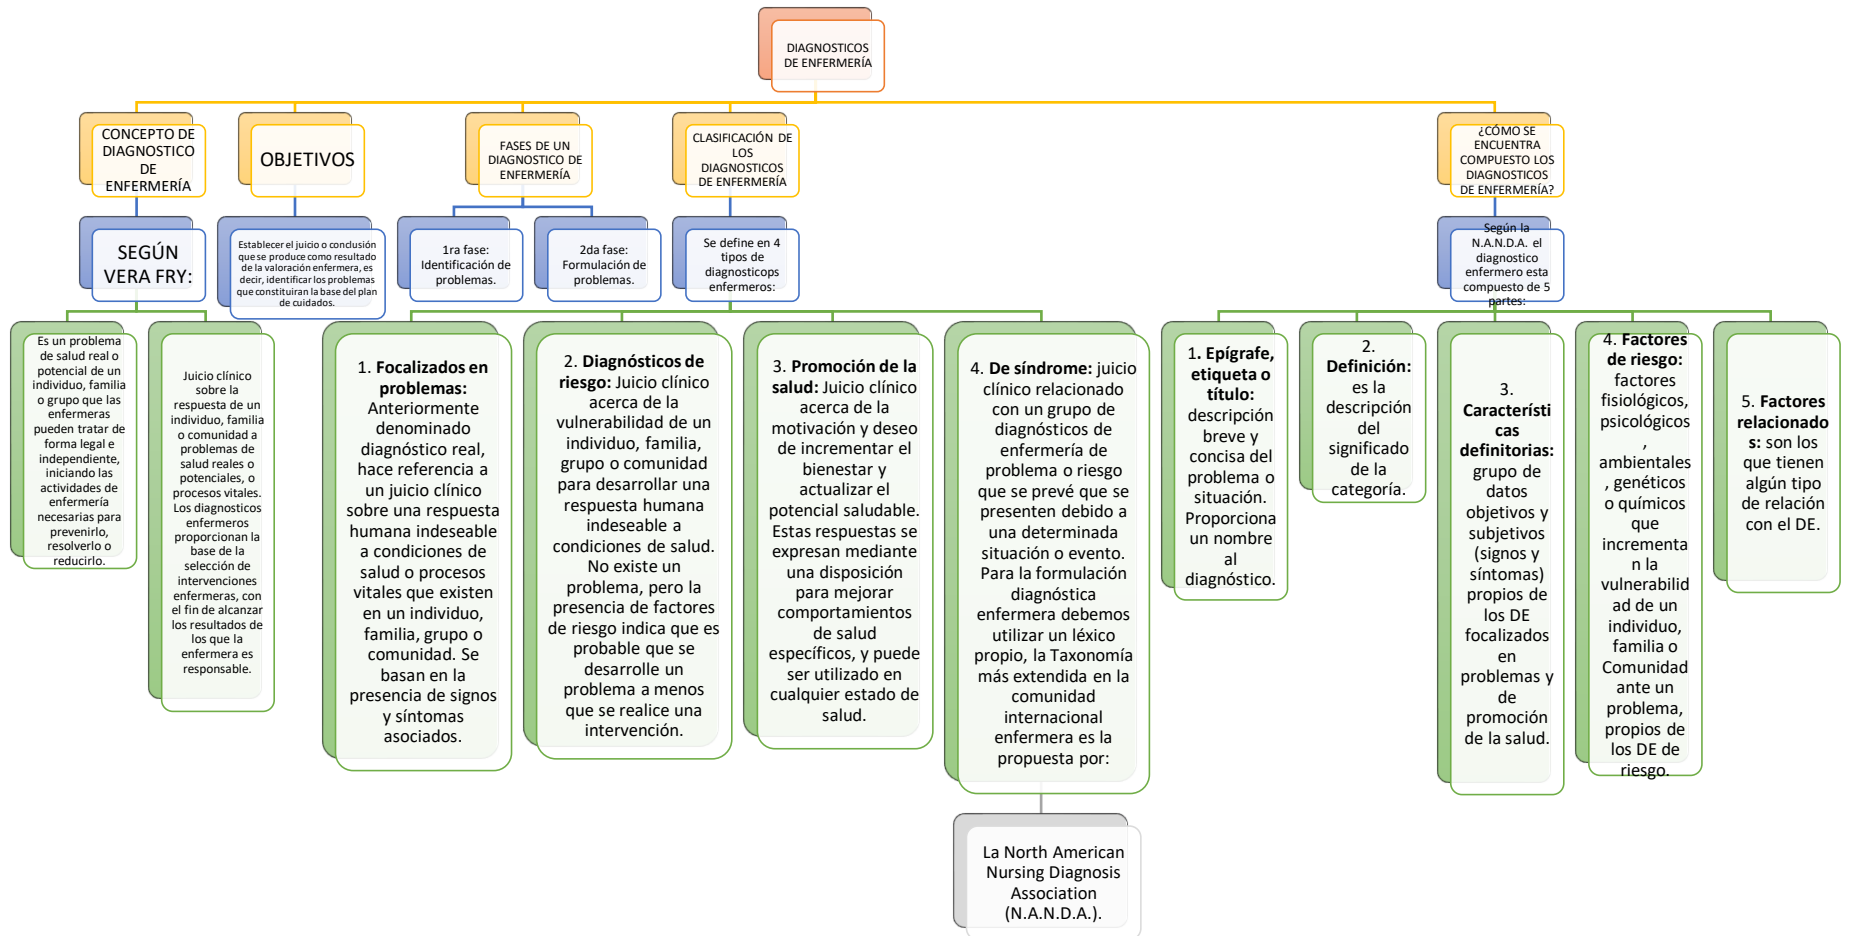 DIAGNOSTICOS
DE ENFERMERÍA
CONCEPTO DE
DIAGNOSTICO
DE
ENFERMERÍA
OBJETIVOS
FASES DE UN
DIAGNOSTICO DE
ENFERMERÍA
CLASIFICACIÓN DE
LOS
DIAGNOSTICOS
DE ENFERMERÍA
¿CÓMO SE
ENCUENTRA
COMPUESTO LOS
DIAGNOSTICOS
DE ENFERMERÍA?
SEGÚN
VERA FRY:
Establecer el juicio o conclusión
que se produce como resultado
de la valoración enfermera, es
decir, identificar los problemas
que constituiran la base del plan
de cuidados.
1ra fase:
Identificación de
problemas.
2da fase:
Formulación de
problemas.
Se define en 4
tipos de
diagnosticops
enfermeros:
Según la
N.A.N.D.A. el
diagnostico
enfermero esta
compuesto de 5
partes:
Es un problema
de salud real o
potencial de un
individuo, familia
o grupo que las
enfermeras
pueden tratar de
forma legal e
independiente,
iniciando las
actividades de
enfermería
necesarias para
prevenirlo,
resolverlo o
reducirlo.
Juicio clínico
sobre la
respuesta de un
individuo, familia
o comunidad a
problemas de
salud reales o
potenciales, o
procesos vitales.
Los diagnosticos
enfermeros
proporcionan la
base de la
selección de
intervenciones
enfermeras, con
el fin de alcanzar
los resultados de
los que la
enfermera es
responsable.
1. Focalizados en
problemas:
Anteriormente
denominado
diagnóstico real,
hace referencia a
un juicio clínico
sobre una respuesta
humana indeseable
a condiciones de
salud o procesos
vitales que existen
en un individuo,
familia, grupo o
comunidad. Se
basan en la
presencia de signos
y síntomas
asociados.
2. Diagnósticos de
riesgo: Juicio clínico
acerca de la
vulnerabilidad de un
individuo, familia,
grupo o comunidad
para desarrollar una
respuesta humana
indeseable a
condiciones de salud.
No existe un
problema, pero la
presencia de factores
de riesgo indica que es
probable que se
desarrolle un
problema a menos
que se realice una
intervención.
3. Promoción de la
salud: Juicio clínico
acerca de la
motivación y deseo
de incrementar el
bienestar y
actualizar el
potencial saludable.
Estas respuestas se
expresan mediante
una disposición
para mejorar
comportamientos
de salud
específicos, y puede
ser utilizado en
cualquier estado de
salud.
4. De síndrome: juicio
clínico relacionado
con un grupo de
diagnósticos de
enfermería de
problema o riesgo
que se prevé que se
presenten debido a
una determinada
situación o evento.
Para la formulación
diagnóstica
enfermera debemos
utilizar un léxico
propio, la Taxonomía
más extendida en la
comunidad
internacional
enfermera es la
propuesta por:
La North American
Nursing Diagnosis
Association
(N.A.N.D.A.).
1. Epígrafe,
etiqueta o
título:
descripción
breve y
concisa del
problema o
situación.
Proporciona
un nombre
al
diagnóstico.
2.
Definición:
es la
descripción
del
significado
de la
categoría.
3.
Característi
cas
definitorias:
grupo de
datos
objetivos y
subjetivos
(signos y
síntomas)
propios de
los DE
focalizados
en
problemas y
de
promoción
de la salud.
4. Factores
de riesgo:
factores
fisiológicos,
psicológicos
,
ambientales
, genéticos
o químicos
que
incrementa
n la
vulnerabilid
ad de un
individuo,
familia o
Comunidad
ante un
problema,
propios de
los DE de
riesgo.
5. Factores
relacionado
s: son los
que tienen
algún tipo
de relación
con el DE.